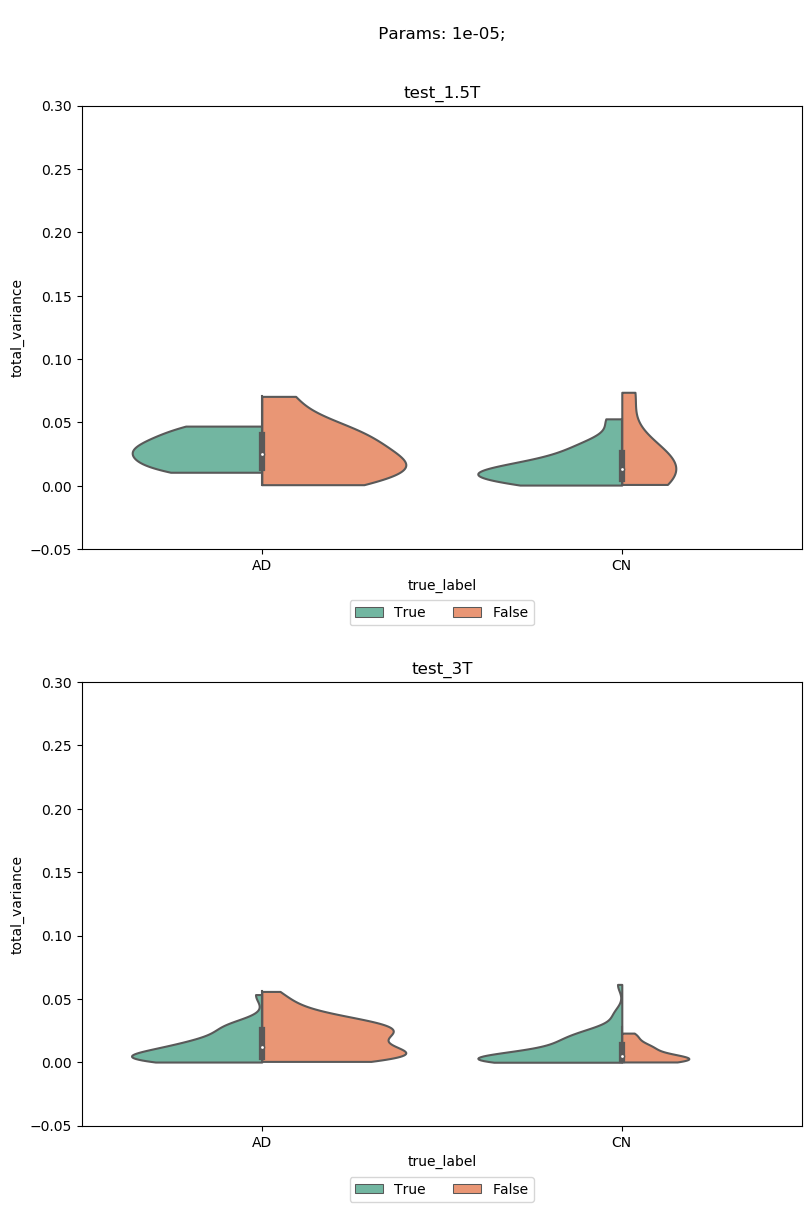 Params: 1e-05;
test_1.5T
0.30
0.25
0.20
0.15
0.10
0.05
0.00
−0.05
total_variance
AD CN
true_label
True False
test_3T
0.30
0.25
0.20
0.15
0.10
0.05
0.00
−0.05
total_variance
AD CN
true_label
True False